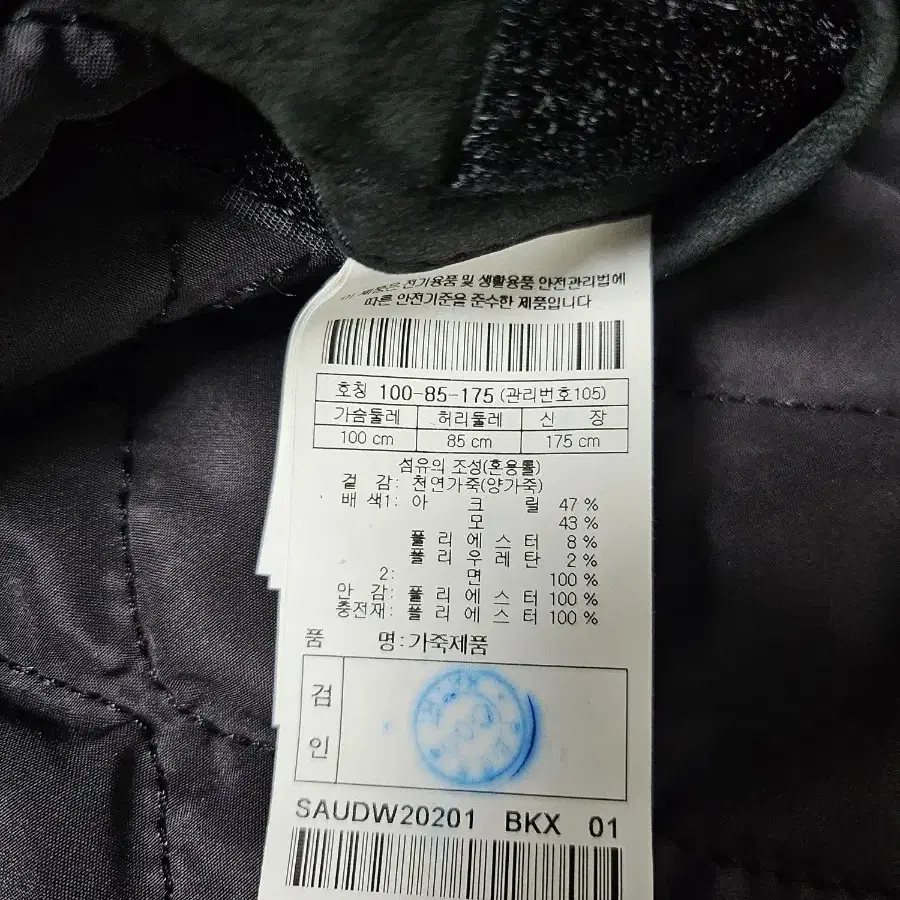 이 제품은 전기용품 및 생활용품 안전관리법에
따른 안전기준을 준수한 제품입니다
호칭 100-85-175 (관리번호105)
가슴둘레 허리둘레 신 장
100 cm 85 cm 175 cm
섬유의 조성(혼용률)
겉 감: 천연가죽(양가죽)
배 색1: 아 크 릴 47 %
모 43 %
폴 리 에 스 터 8 %
폴 리 우 레 탄 2 %
2: 면 100 %
안 감: 폴 리 에 스 터 100 %
충전재: 폴 리 에 스 터 100 %
품 명:가죽제품
검
인
SAUDW20201 BKX 01